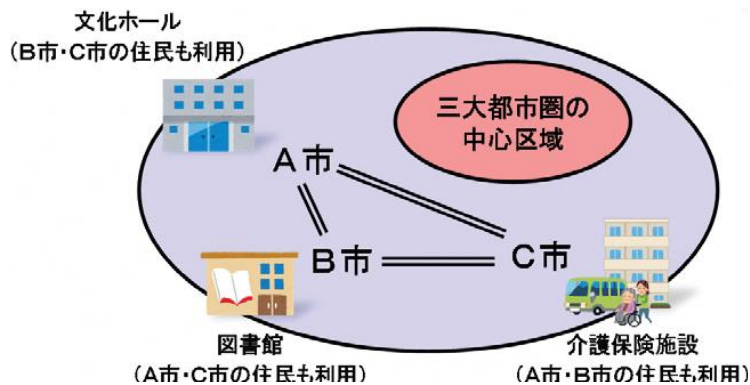 文化ホール
(B市・C市の住民も利用)
三大都市圏の
中心区域
A市
B市
C市
図書館
(A市・C市の住民も利用)
介護保険施設
(A市・B市の住民も利用)